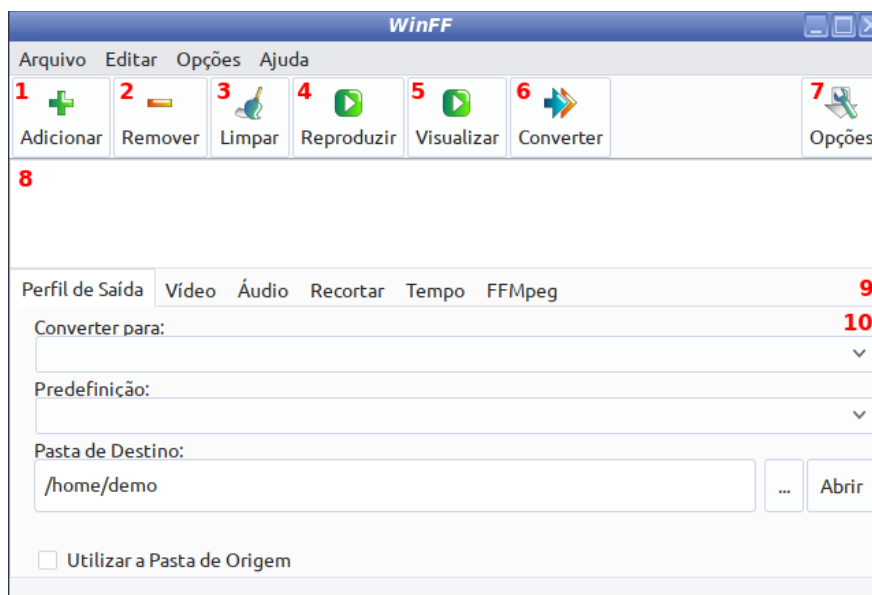 WinFF
Arquivo Editar Opções Ajuda
1 2 3 4 5 6 7
Adicionar Remover Limpar Reproduzir Visualizar Converter Opções
8
Perfil de Saída Vídeo Áudio Recortar Tempo FFMpeg 9
Converter para: 10
Predefinição:
Pasta de Destino:
/home/demo ... Abrir
Utilizar a Pasta de Origem